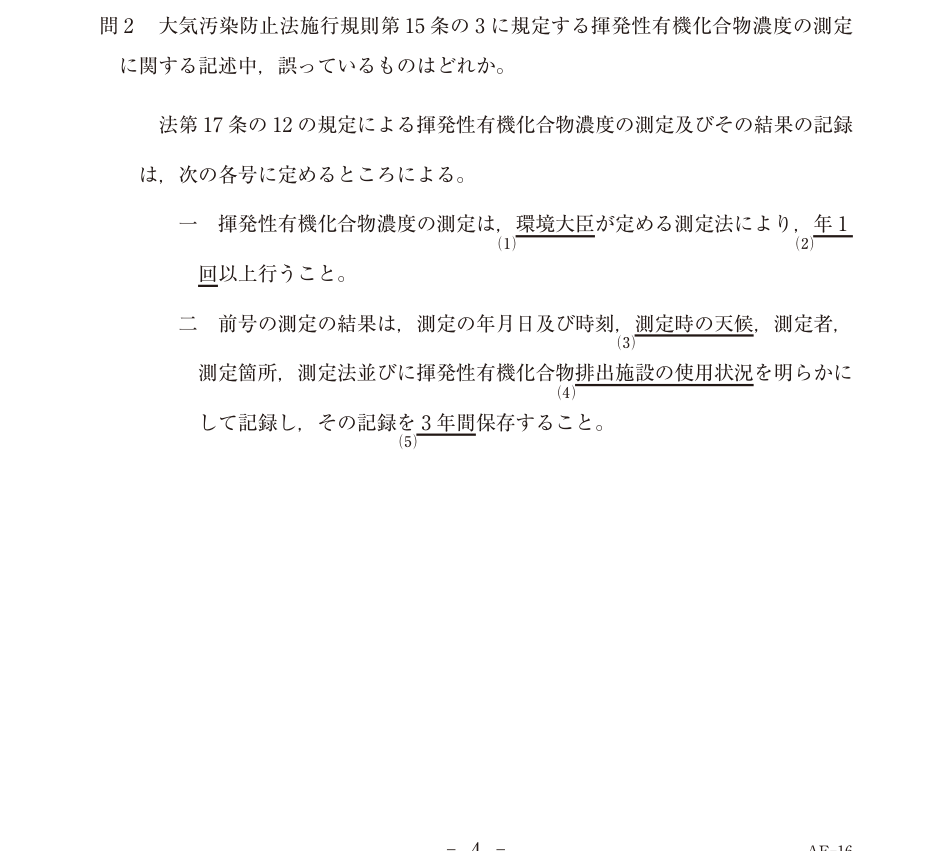 問 2　大気汚染防止法施行規則第 15 条の 3 に規定する揮発性有機化合物濃度の測定
に関する記述中，誤っているものはどれか。
法第 17 条の 12 の規定による揮発性有機化合物濃度の測定及びその結果の記録
は，次の各号に定めるところによる。
一　揮発性有機化合物濃度の測定は，環境大臣が定める測定法により，年 1
(1) (2)
回以上行うこと。
二　前号の測定の結果は，測定の年月日及び時刻，測定時の天候，測定者，
(3)
測定箇所，測定法並びに揮発性有機化合物排出施設の使用状況を明らかに
(4)
して記録し，その記録を 3 年間保存すること。
(5)
− 4 −
AE–16